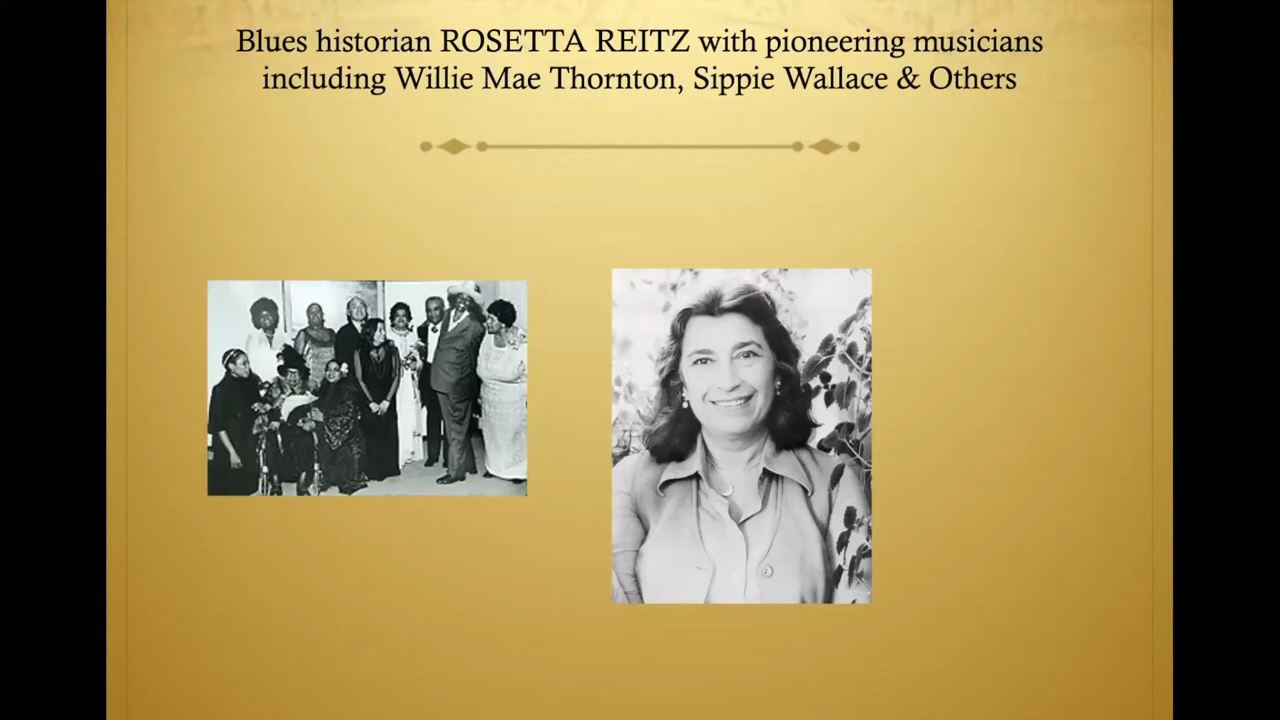 Blues historian ROSETTA REITZ with pioneering musicians
including Willie Mae Thornton, Sippie Wallace & Others